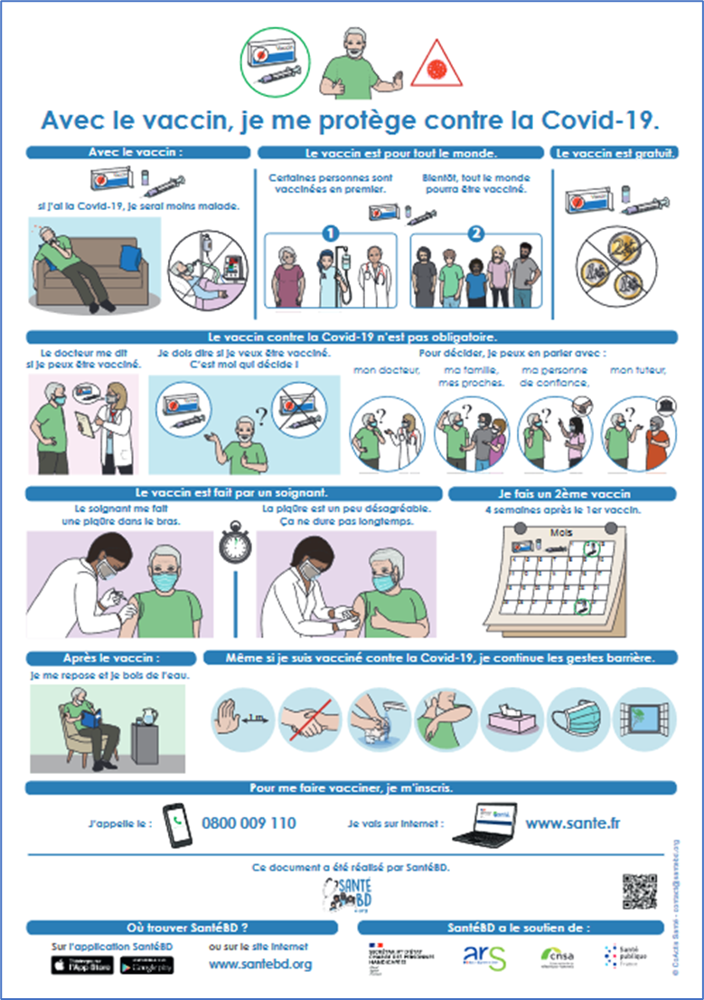 Vaccin
Avec le vaccin, je me protège contre la Covid-19.
Avec le vaccin :
si j'ai la Covid-19, je serai moins malade.
Le vaccin est pour tout le monde.
Certaines personnes sont
vaccinées en premier.
1
Bientôt, tout le monde
pourra être vacciné.
2
Le vaccin est gratuit.
Le vaccin contre la Covid-19 n'est pas obligatoire.
Le docteur me dit
si je peux être vacciné.
Je dois dire si je veux être vacciné.
C'est moi qui décide !
Pour décider, je peux en parler avec :
mon docteur,
ma famille,
mes proches.
ma personne
de confiance,
mon tuteur,
Le vaccin est fait par un soignant.
Le soignant me fait
une piqûre dans le bras.
La piqûre est un peu désagréable.
Ça ne dure pas longtemps.
Je fais un 2ème vaccin
4 semaines après le 1er vaccin.
Mois
Après le vaccin :
je me repose et je bois de l'eau.
Même si je suis vacciné contre la Covid-19, je continue les gestes barrière.
1 m
Pour me faire vacciner, je m'inscris.
J'appelle le :
0800 009 110
Je vais sur Internet :
www.sante.fr
Ce document a été réalisé par SantéBD.
SANTÉ
BD
.org
Où trouver SantéBD ?
Sur l'application SantéBD
App Store
Google play
ou sur le site Internet
www.santebd.org
SantéBD a le soutien de :
SECRÉTARIAT D'ÉTAT
CHARGÉ DES PERSONNES
HANDICAPÉES
ars
cnsa
Santé
publique
France
© CoActis Santé - contact@santebd.org